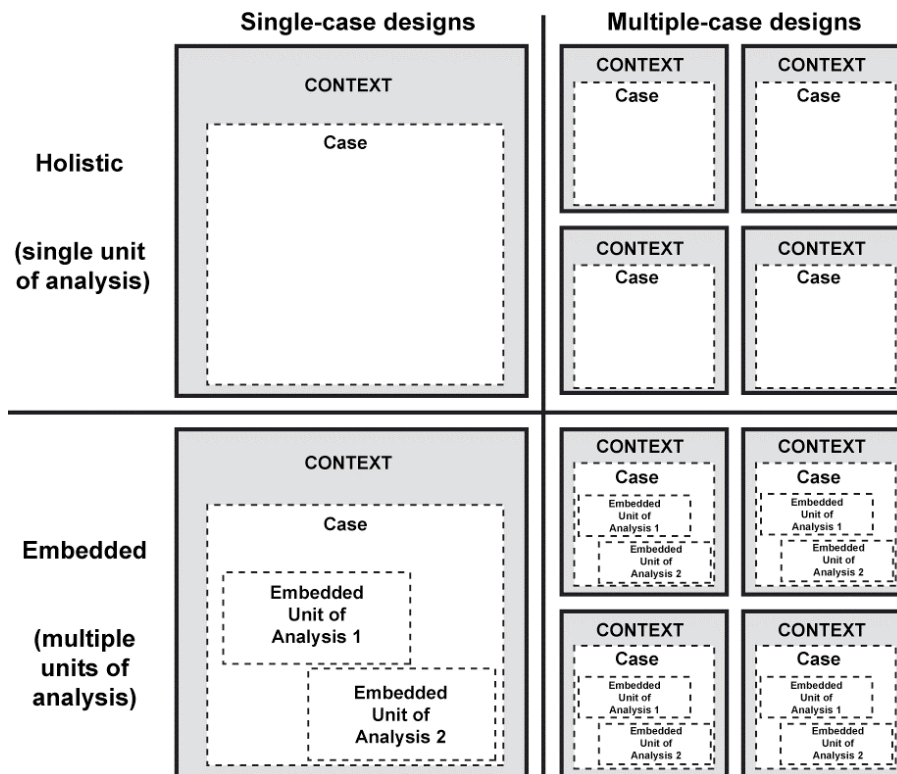 Single-case designs
Multiple-case designs
Holistic
(single unit
of analysis)
CONTEXT
Case
CONTEXT
Case
CONTEXT
Case
CONTEXT
Case
CONTEXT
Case
Embedded
(multiple
units of
analysis)
CONTEXT
Case
Embedded
Unit of
Analysis 1
Embedded
Unit of
Analysis 2
CONTEXT
Case
Embedded
Unit of
Analysis 1
Embedded
Unit of
Analysis 2
CONTEXT
Case
Embedded
Unit of
Analysis 1
Embedded
Unit of
Analysis 2
CONTEXT
Case
Embedded
Unit of
Analysis 1
Embedded
Unit of
Analysis 2
CONTEXT
Case
Embedded
Unit of
Analysis 1
Embedded
Unit of
Analysis 2